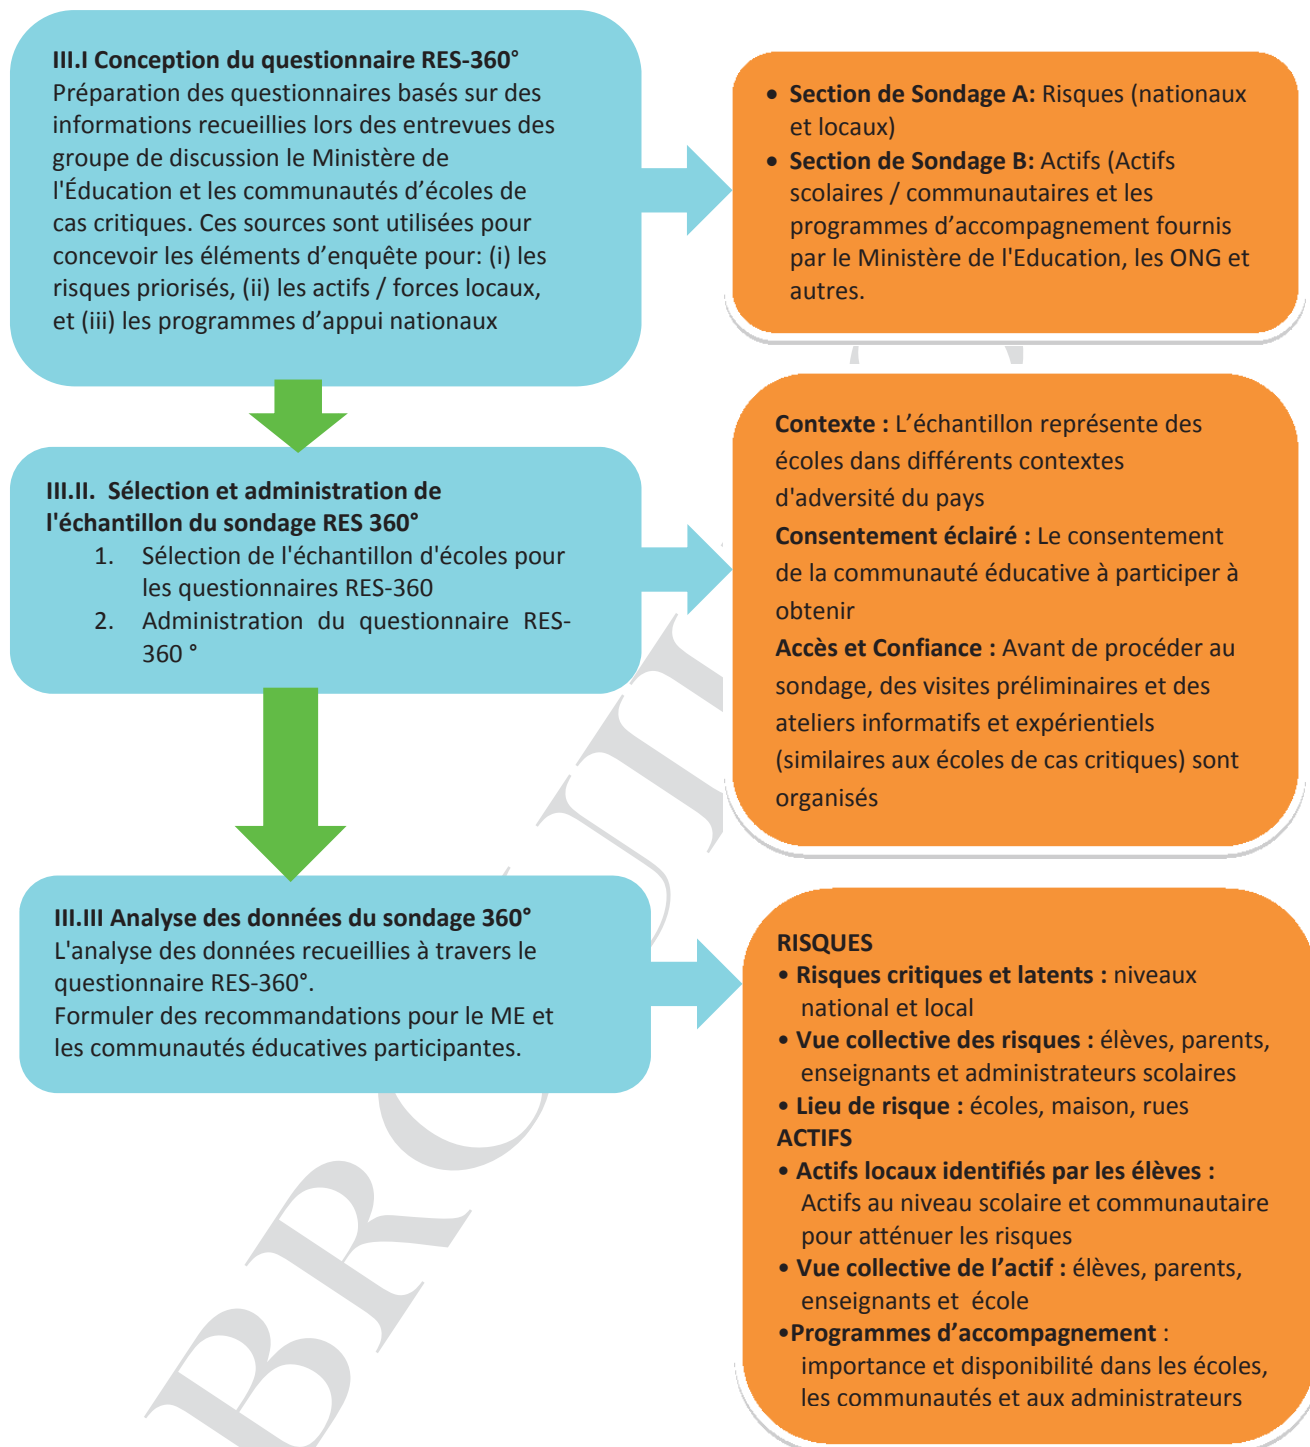 III.I Conception du questionnaire RES-360°
Préparation des questionnaires basés sur des
informations recueillies lors des entrevues des
groupe de discussion le Ministère de
l'Éducation et les communautés d’écoles de
cas critiques. Ces sources sont utilisées pour
concevoir les éléments d’enquête pour: (i) les
risques priorisés, (ii) les actifs / forces locaux,
et (iii) les programmes d’appui nationaux
• Section de Sondage A: Risques (nationaux
et locaux)
• Section de Sondage B: Actifs (Actifs
scolaires / communautaires et les
programmes d’accompagnement fournis
par le Ministère de l'Education, les ONG et
autres.
III.II. Sélection et administration de
l'échantillon du sondage RES 360°
1. Sélection de l'échantillon d'écoles pour
les questionnaires RES-360
2. Administration du questionnaire RES-
360 °
Contexte : L’échantillon représente des
écoles dans différents contextes
d'adversité du pays
Consentement éclairé : Le consentement
de la communauté éducative à participer à
obtenir
Accès et Confiance : Avant de procéder au
sondage, des visites préliminaires et des
ateliers informatifs et expérientiels
(similaires aux écoles de cas critiques) sont
organisés
III.III Analyse des données du sondage 360°
L'analyse des données recueillies à travers le
questionnaire RES-360°.
Formuler des recommandations pour le ME et
les communautés éducatives participantes.
RISQUES
• Risques critiques et latents : niveaux
national et local
• Vue collective des risques : élèves, parents,
enseignants et administrateurs scolaires
• Lieu de risque : écoles, maison, rues
ACTIFS
• Actifs locaux identifiés par les élèves :
Actifs au niveau scolaire et communautaire
pour atténuer les risques
• Vue collective de l’actif : élèves, parents,
enseignants et école
•Programmes d’accompagnement :
importance et disponibilité dans les écoles,
les communautés et aux administrateurs